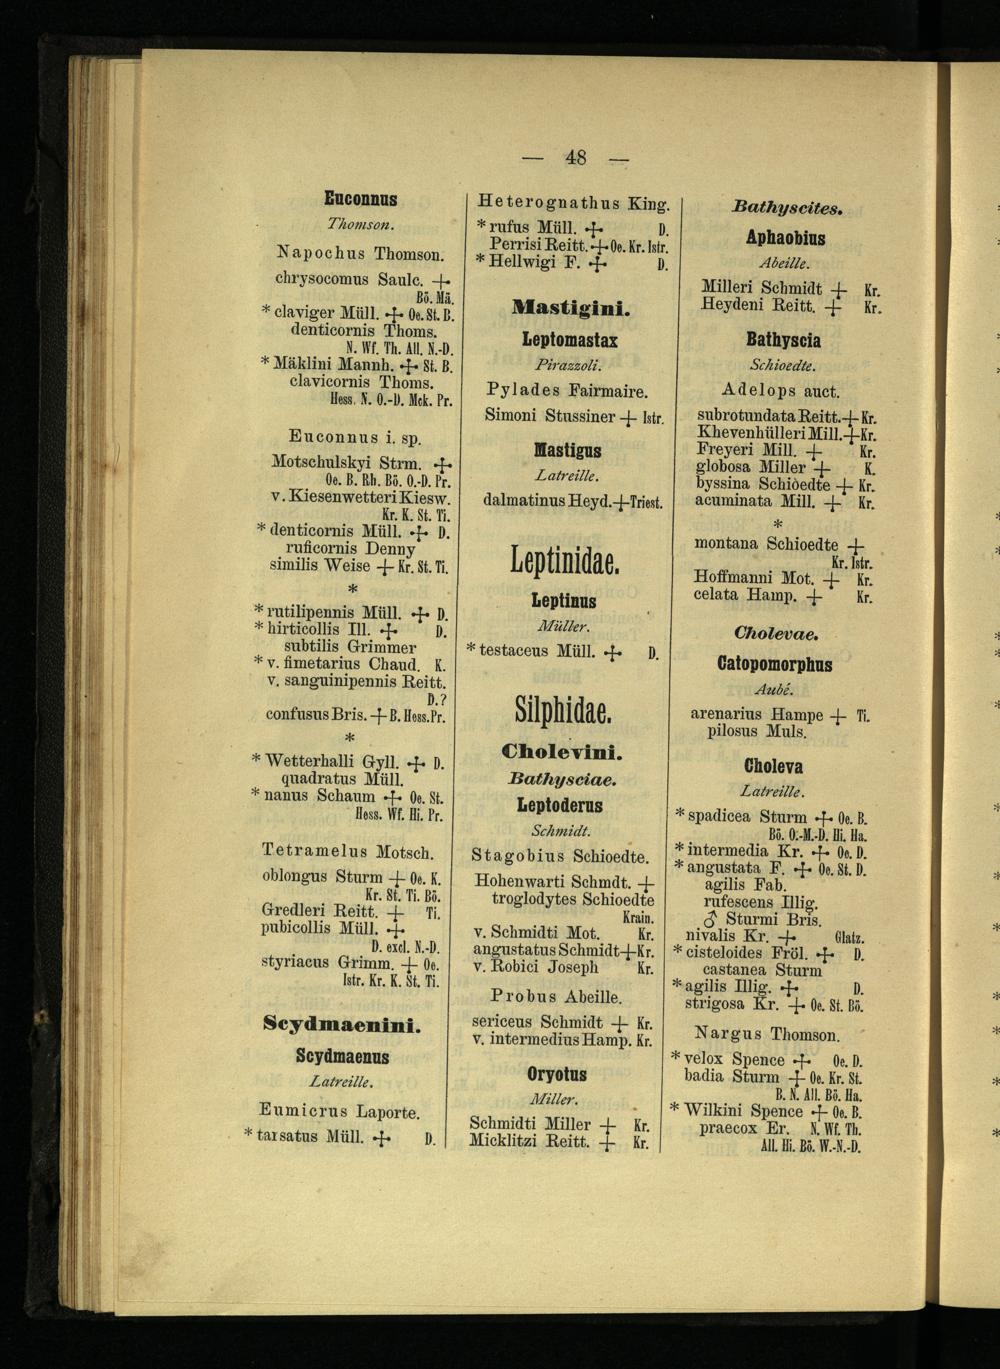 — 48 —
Euconnus
Thomson.
Napochus Thomson.
chrysocomus Saulc. +
Bö. Mä.
* claviger Müll. + Oe. St. B.
denticornis Thoms.
N. Wf. Th. All. N.-D.
* Mäklini Mannh. + St. B.
clavicornis Thoms.
Hess. N. O.-D. Mck. Pr.
Euconnus i. sp.
Motschulskyi Strm. +
Oe. B. Rh. Bö. O.-D. Pr.
v. Kiesenwetteri Kiesw.
Kr. K. St. Ti.
* denticornis Müll. + D.
ruficornis Denny
similis Weise + Kr. St. Ti.
*
* rutilipennis Müll. + D.
* hirticollis Ill. + D.
subtilis Grimmer
* v. fimetarius Chaud. K.
v. sanguinipennis Reitt.
D.?
confusus Bris. + B. Hess. Pr.
*
* Wetterhalli Gyll. + D.
quadratus Müll.
* nanus Schaum + Oe. St.
Hess. Wf. Hi. Pr.
Tetramelus Motsch.
oblongus Sturm + Oe. K.
Kr. St. Ti. Bö.
Gredleri Reitt. + Ti.
pubicollis Müll. +
D. excl. N.-D.
styriacus Grimm. + Oe.
Istr. Kr. K. St. Ti.
Scydmaenini.
Scydmaenus
Latreille.
Eumicrus Laporte.
* tarsatus Müll. + D.
Heterognathus King.
* rufus Müll. + D.
Perrisi Reitt. + Oe. Kr. Istr.
* Hellwigi F. + D.
Mastigini.
Leptomastax
Pirazzoli.
Pylades Fairmaire.
Simoni Stussiner + Istr.
Mastigus
Latreille.
dalmatinus Heyd. + Triest.
Leptinidae.
Leptinus
Müller.
* testaceus Müll. + D.
Silphidae.
Cholevini.
Bathysciae.
Leptoderus
Schmidt.
Stagobius Schioedte.
Hohenwarti Schmdt. +
troglodytes Schioedte
Krain.
v. Schmidti Mot. Kr.
angustatus Schmidt + Kr.
v. Robici Joseph Kr.
Probus Abeille.
sericeus Schmidt + Kr.
v. intermedius Hamp. Kr.
Oryotus
Miller.
Schmidti Miller + Kr.
Micklitzi Reitt. + Kr.
Bathyscites.
Aphaobius
Abeille.
Milleri Schmidt + Kr.
Heydeni Reitt. + Kr.
Bathyscia
Schioedte.
Adelops auct.
subrotundata Reitt. + Kr.
Khevenhülleri Mill. + Kr.
Freyeri Mill. + Kr.
globosa Miller + K.
byssina Schiöedte + Kr.
acuminata Mill. + Kr.
*
montana Schioedte +
Kr. Istr.
Hoffmanni Mot. + Kr.
celata Hamp. + Kr.
Cholevae.
Catopomorphus
Aubé.
arenarius Hampe + Ti.
pilosus Muls.
Choleva
Latreille.
* spadicea Sturm + Oe. B.
Bö. O.-M.-D. Hi. Ha.
* intermedia Kr. + Oe. D.
* angustata F. + Oe. St. D.
agilis Fab.
rufescens Illig.
♂ Sturmi Bris.
nivalis Kr. + Glatz.
* cisteloides Fröl. + D.
castanea Sturm
* agilis Illig. + D.
strigosa Kr. + Oe. St. Bö.
Nargus Thomson.
* velox Spence + Oe. D.
badia Sturm + Oe. Kr. St.
B. N. All. Bö. Ha.
* Wilkini Spence + Oe. B.
praecox Er. N. Wf. Th.
All. Hi. Bö. W.-N.-D.